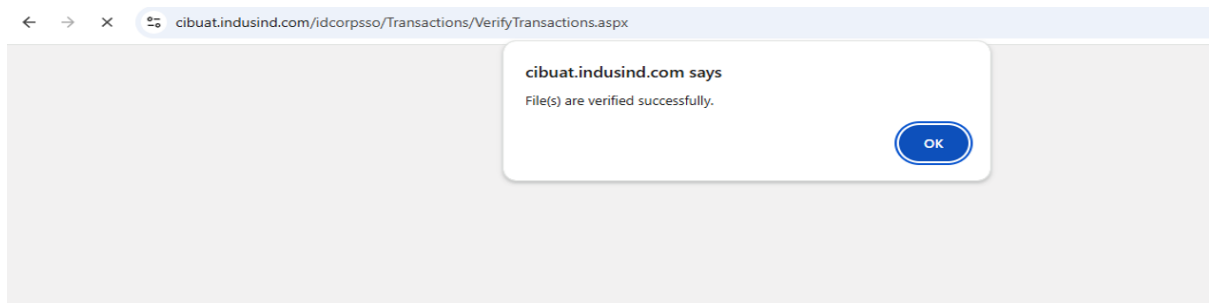 cibuat.indusind.com/idcorpsso/Transactions/VerifyTransactions.aspx
cibuat.indusind.com says
File(s) are verified successfully.
OK